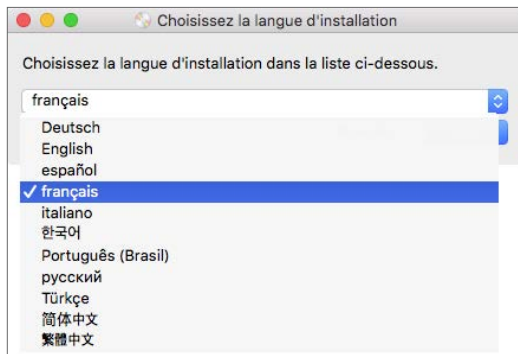 Choisissez la langue d'installation
Choisissez la langue d'installation dans la liste ci-dessous.
français
Deutsch
English
español
✓ français
italiano
한국어
Português (Brasil)
русский
Türkçe
简体中文
繁體中文